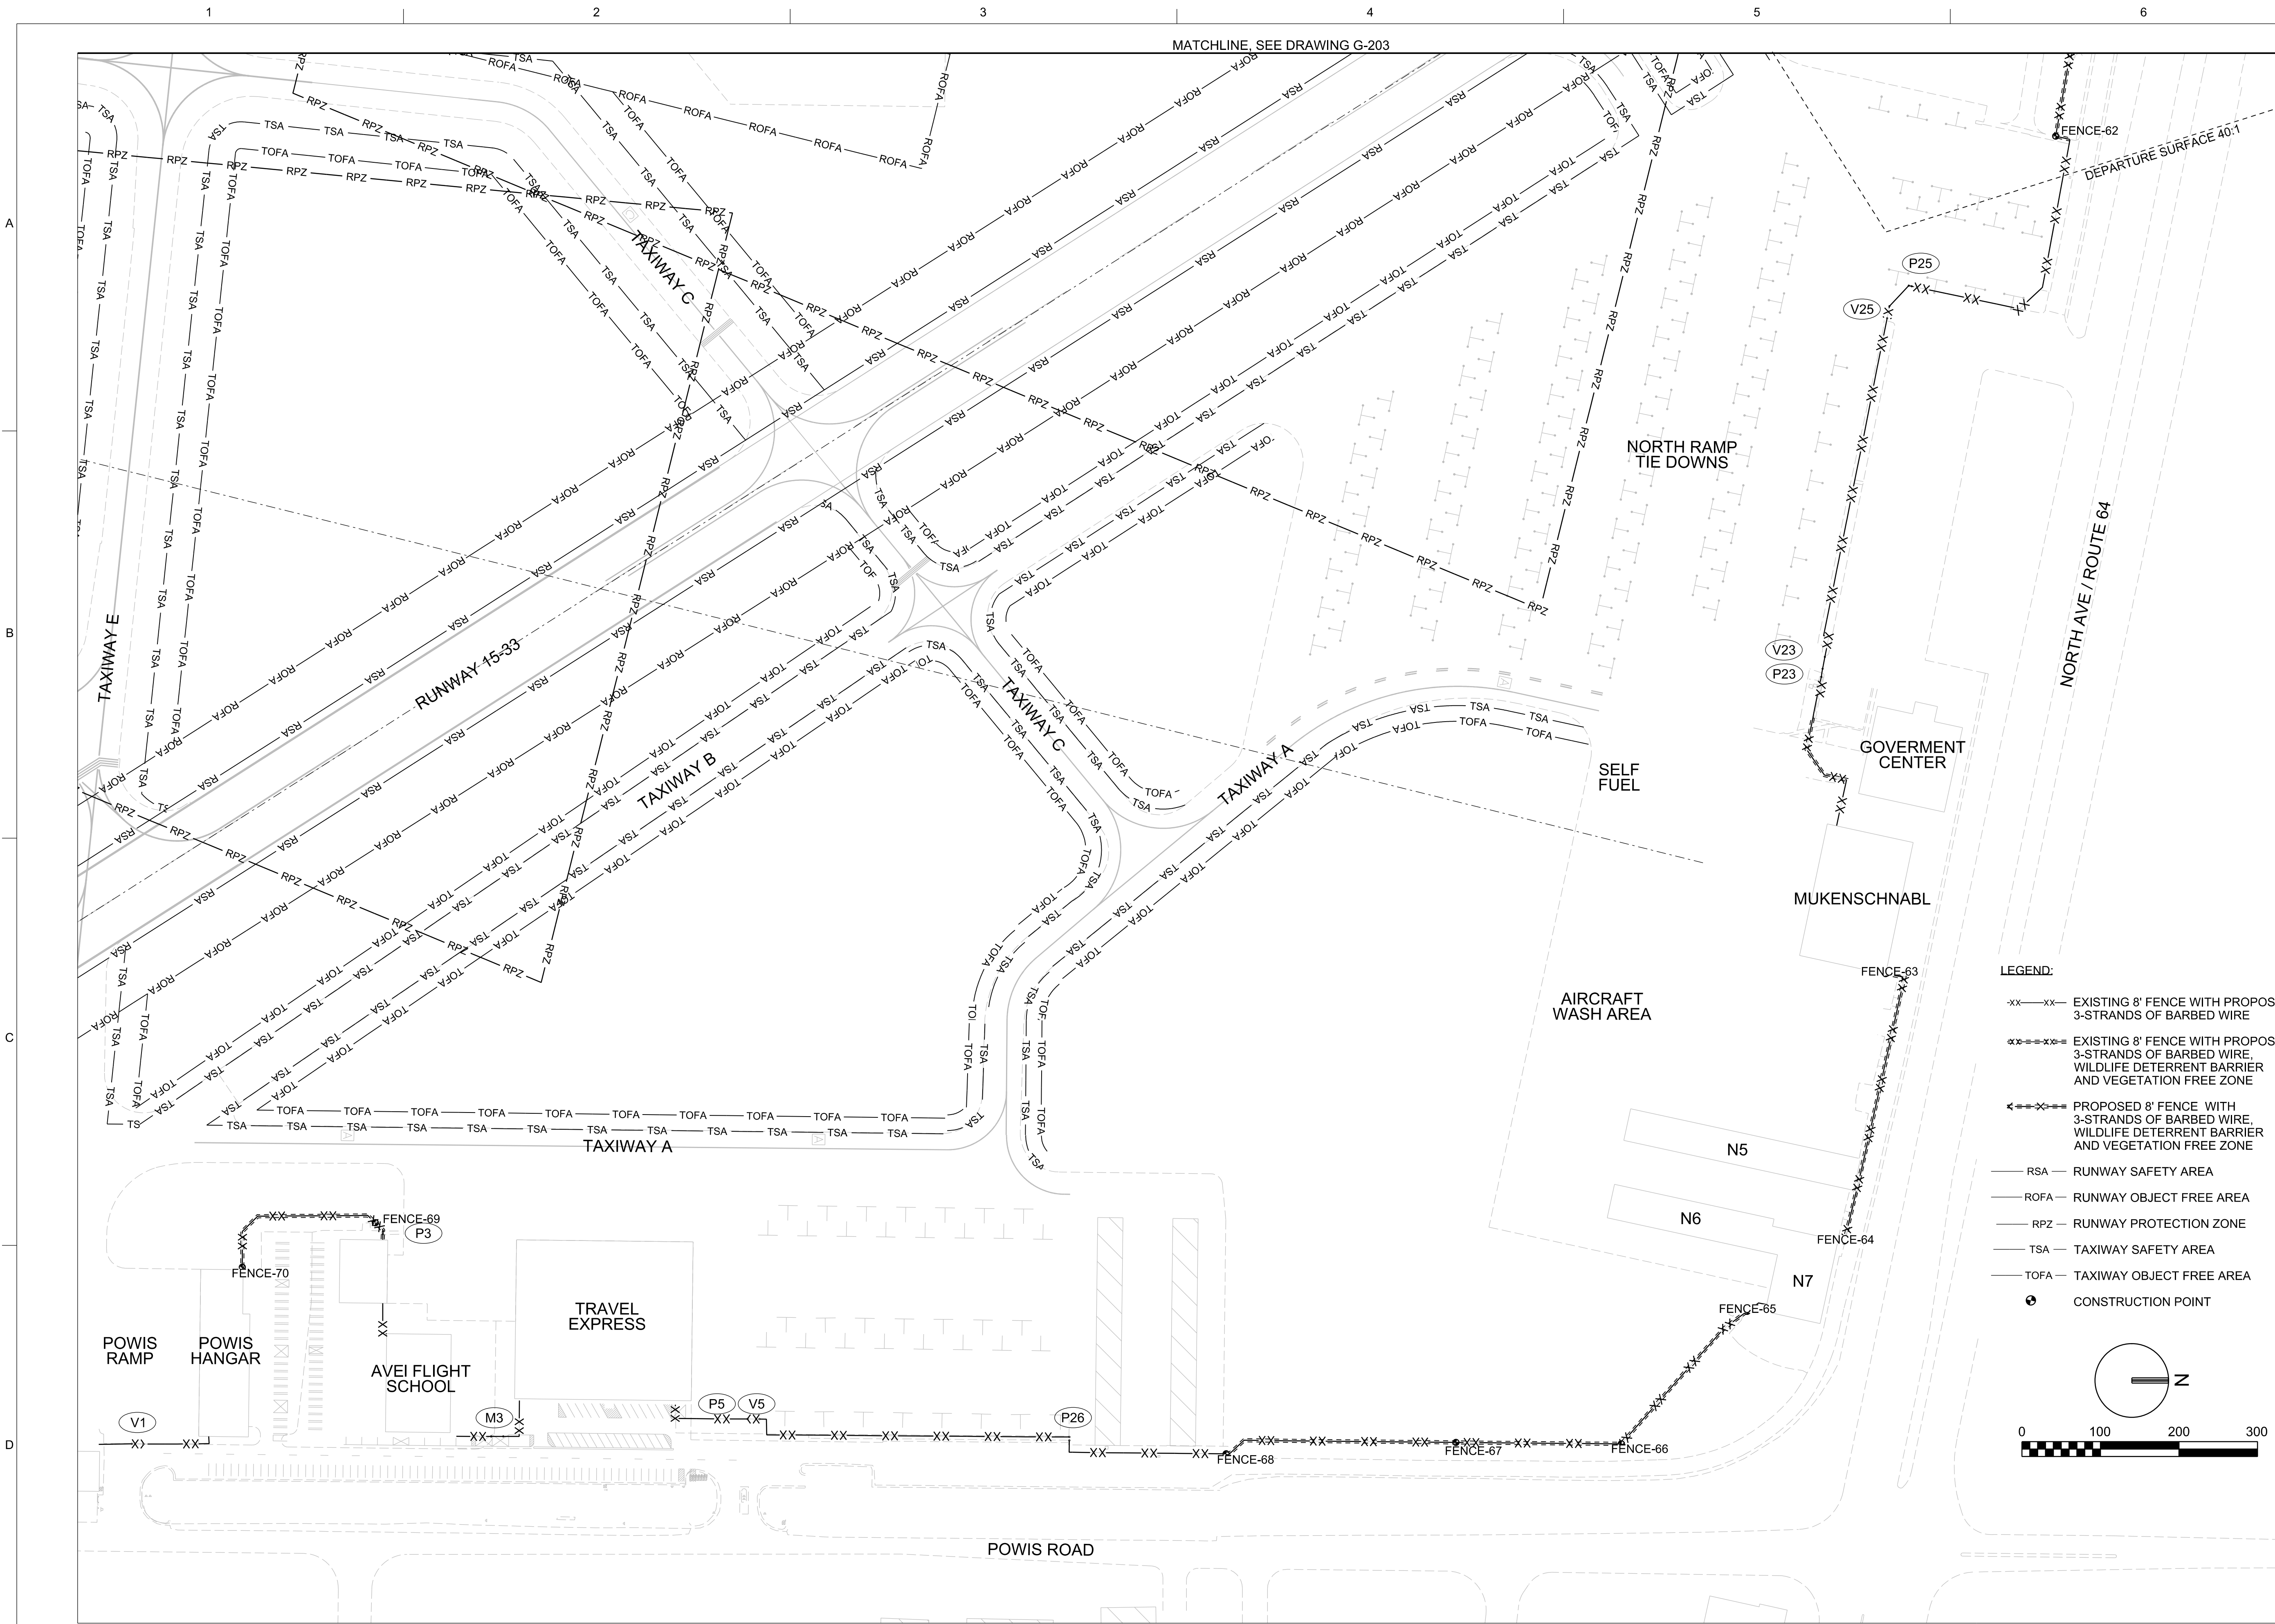 1
2
3
4
5
6
MATCHLINE, SEE DRAWING G-203
A
B
C
D
FENCE-62
DEPARTURE SURFACE 40:1
TAXIWAY C
P25
V25
NORTH RAMP
TIE DOWNS
NORTH AVE / ROUTE 64
TAXIWAY E
RUNWAY 15-33
TAXIWAY C
V23
P23
TAXIWAY B
TAXIWAY A
GOVERMENT
CENTER
SELF
FUEL
MUKENSCHNABL
FENCE-63
AIRCRAFT
WASH AREA
LEGEND:
XX XX EXISTING 8' FENCE WITH PROPOS
3-STRANDS OF BARBED WIRE
XX XX EXISTING 8' FENCE WITH PROPOS
3-STRANDS OF BARBED WIRE,
WILDLIFE DETERRENT BARRIER
AND VEGETATION FREE ZONE
X PROPOSED 8' FENCE WITH
3-STRANDS OF BARBED WIRE,
WILDLIFE DETERRENT BARRIER
AND VEGETATION FREE ZONE
RSA RUNWAY SAFETY AREA
ROFA RUNWAY OBJECT FREE AREA
RPZ RUNWAY PROTECTION ZONE
TSA TAXIWAY SAFETY AREA
TOFA TAXIWAY OBJECT FREE AREA
CONSTRUCTION POINT
TAXIWAY A
N5
N6
N7
FENCE-64
FENCE-65
FENCE-69
P3
FENCE-70
POWIS
RAMP
POWIS
HANGAR
AVEI FLIGHT
SCHOOL
TRAVEL
EXPRESS
V1
M3
P5
V5
P26
FENCE-68
FENCE-67
FENCE-66
N
0 100 200 300
POWIS ROAD